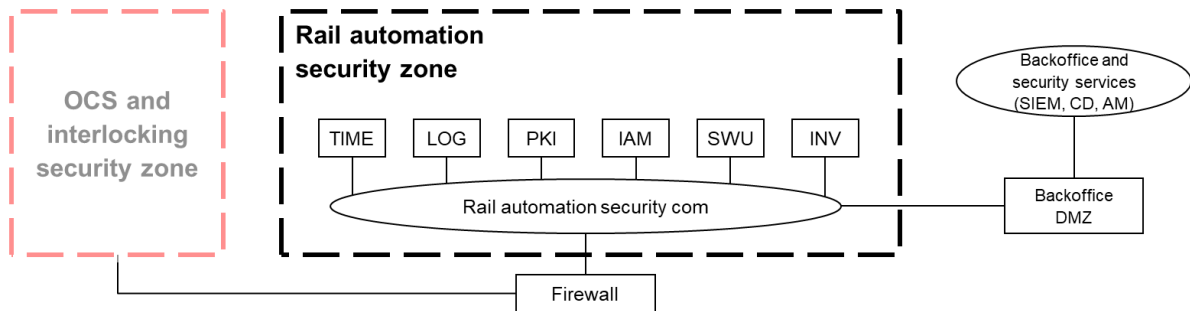 OCS and
interlocking
security zone
Rail automation
security zone
TIME
LOG
PKI
IAM
SWU
INV
Rail automation security com
Firewall
Backoffice and
security services
(SIEM, CD, AM)
Backoffice
DMZ